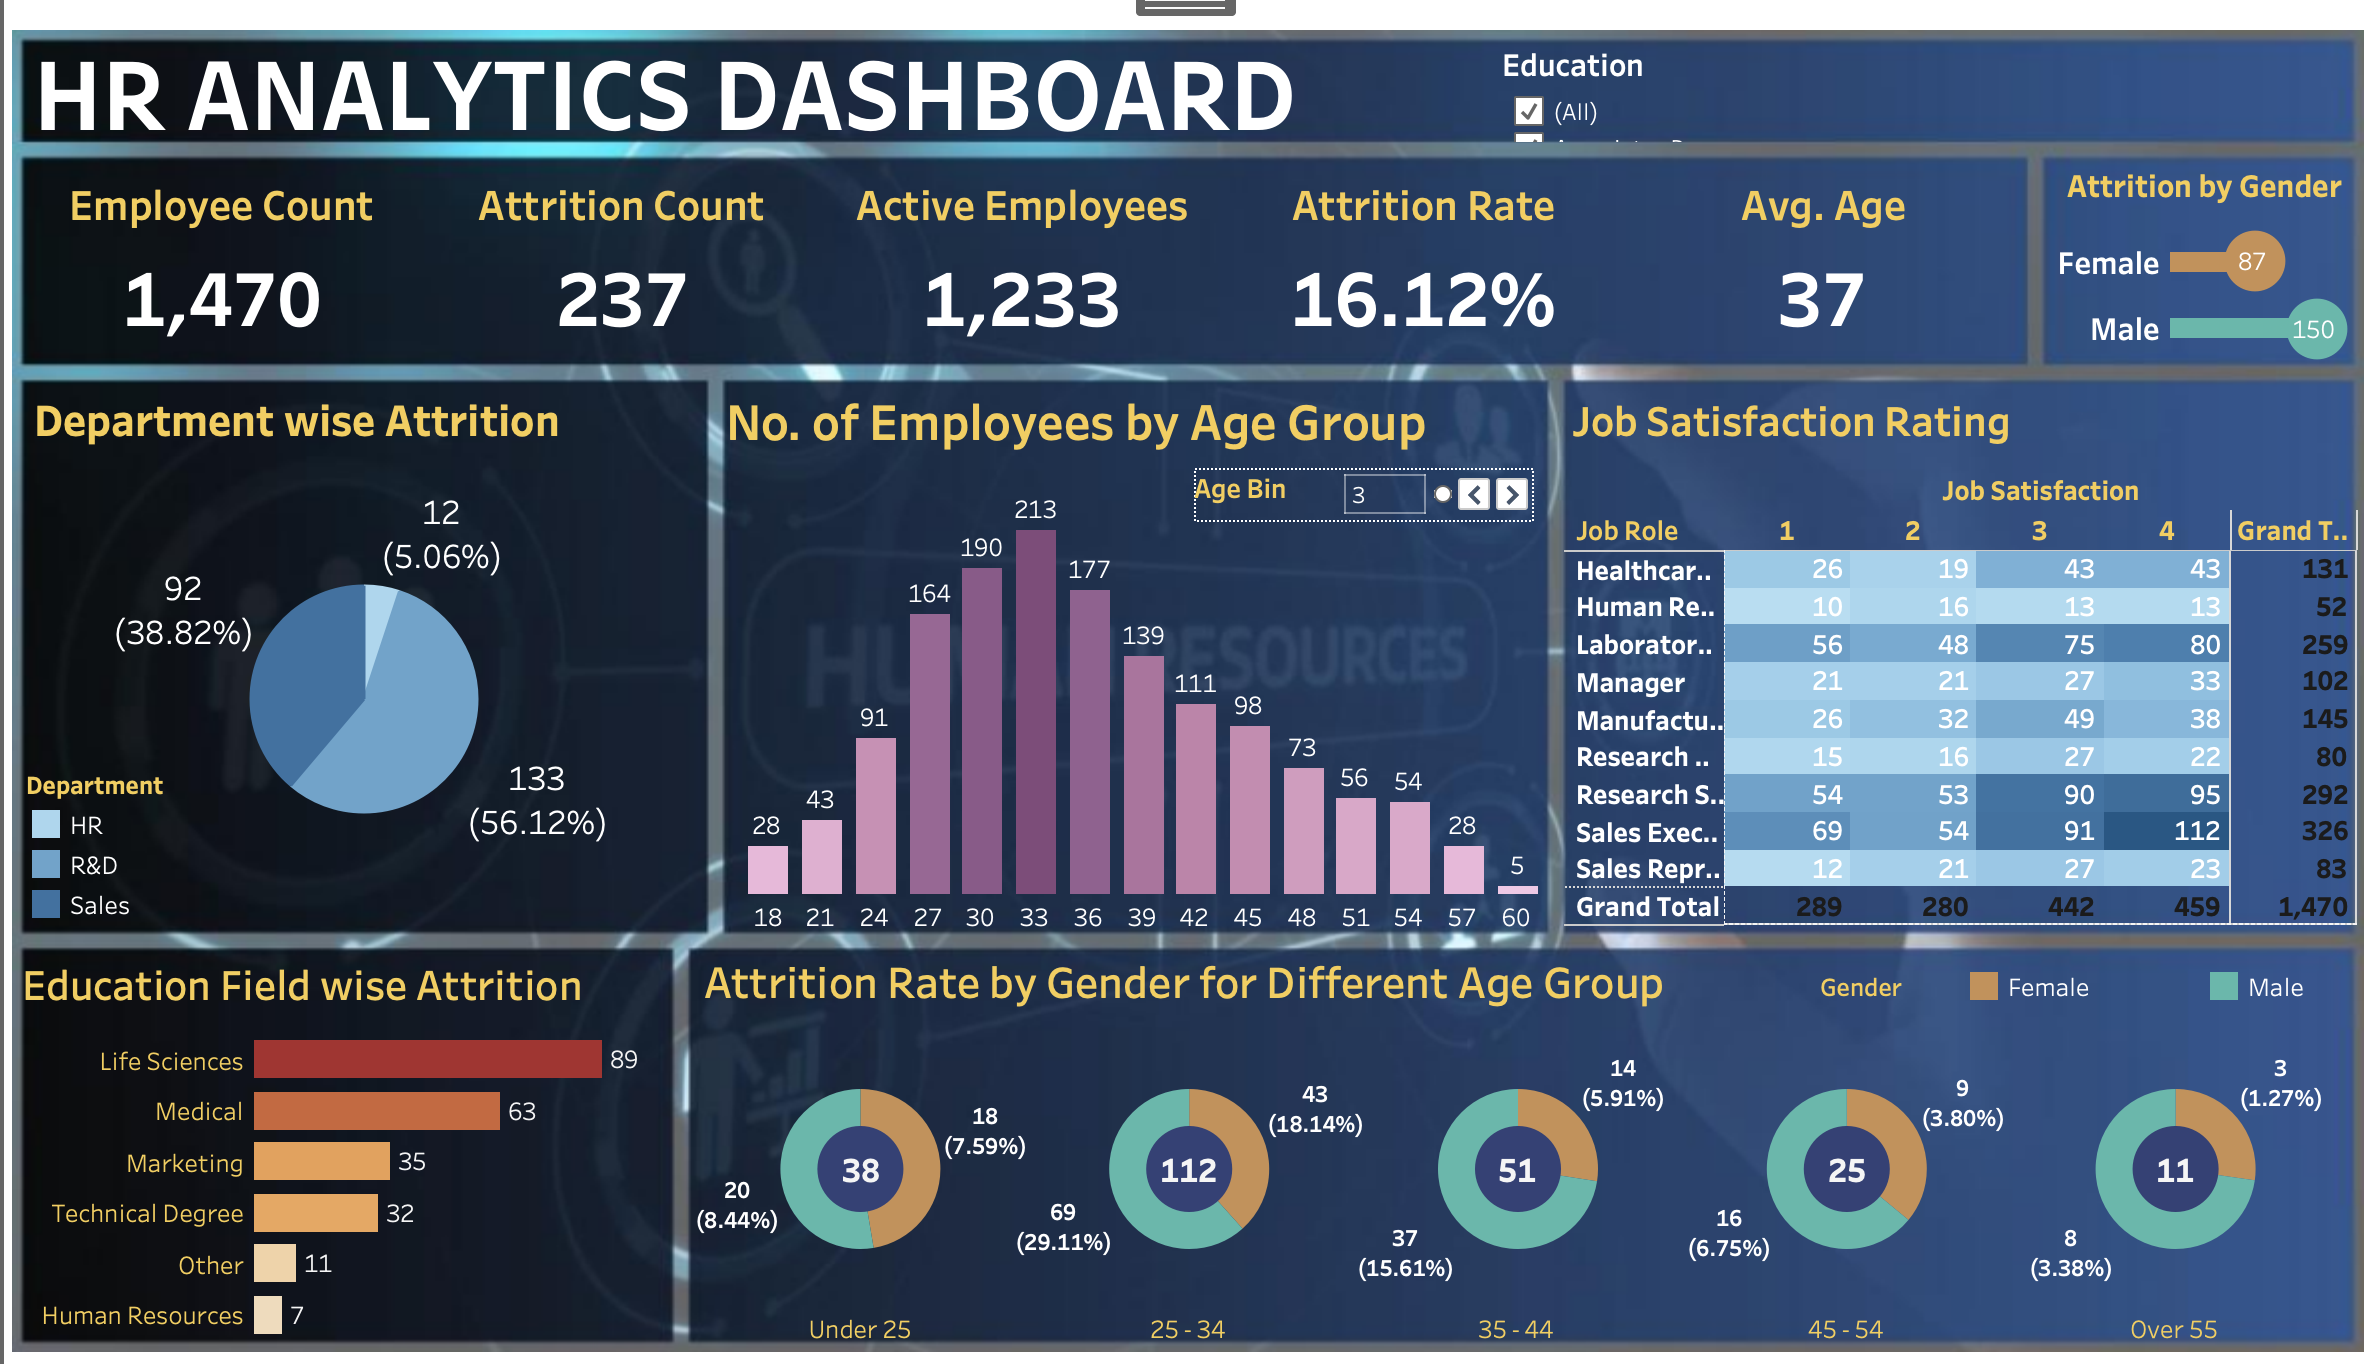 HR ANALYTICS DASHBOARD
Education
(All)
Employee Count
Attrition Count
Active Employees
Attrition Rate
Avg. Age
1,470
237
1,233
16.12%
37
Attrition by Gender
Female 87
Male 150
Department wise Attrition
12
(5.06%)
92
(38.82%)
133
(56.12%)
Department
HR
R&D
Sales
No. of Employees by Age Group
Age Bin 3
28 43 91 164 190 213 177 139 111 98 73 56 54 28 5
18 21 24 27 30 33 36 39 42 45 48 51 54 57 60
HUMAN RESOURCES
Job Satisfaction Rating
Job Satisfaction
Job Role 1 2 3 4 Grand T..
Healthcar.. 26 19 43 43 131
Human Re.. 10 16 13 13 52
Laborator.. 56 48 75 80 259
Manager 21 21 27 33 102
Manufactu.. 26 32 49 38 145
Research .. 15 16 27 22 80
Research S.. 54 53 90 95 292
Sales Exec.. 69 54 91 112 326
Sales Repr.. 12 21 27 23 83
Grand Total 289 280 442 459 1,470
Education Field wise Attrition
Life Sciences 89
Medical 63
Marketing 35
Technical Degree 32
Other 11
Human Resources 7
Attrition Rate by Gender for Different Age Group
Gender Female Male
18
(7.59%)
38
20
(8.44%)
Under 25
43
(18.14%)
112
69
(29.11%)
25 - 34
14
(5.91%)
51
37
(15.61%)
35 - 44
9
(3.80%)
25
16
(6.75%)
45 - 54
3
(1.27%)
11
8
(3.38%)
Over 55